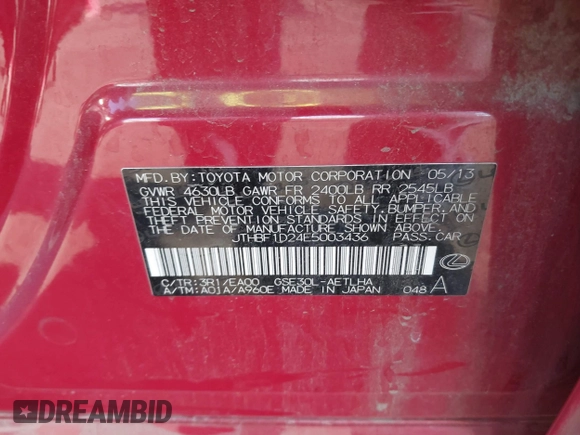 MFD. BY: TOYOTA MOTOR CORPORATION 05/13
GVWR 4630LB GAWR FR 2400LB RR 2545LB
THIS VEHICLE CONFORMS TO ALL APPLICABLE
FEDERAL MOTOR VEHICLE SAFETY, BUMPER, AND
THEFT PREVENTION STANDARDS IN EFFECT ON
THE DATE OF MANUFACTURE SHOWN ABOVE.
JTHBF1D24E5003436 PASS. CAR
C/TR: 3R1/EA00 GSE30L-AETLHA
A/TM: A01A/A960E MADE IN JAPAN 048 A
DREAMBID